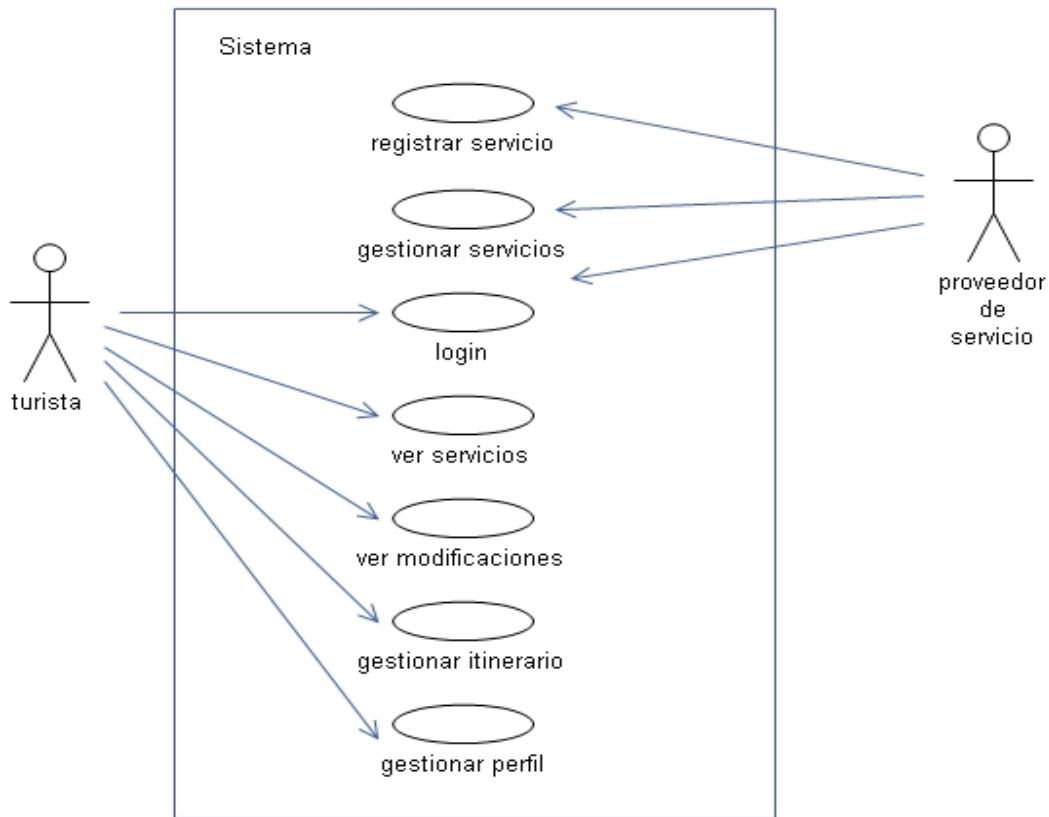 Sistema
registrar servicio
gestionar servicios
login
ver servicios
ver modificaciones
gestionar itinerario
gestionar perfil
turista
proveedor
de
servicio